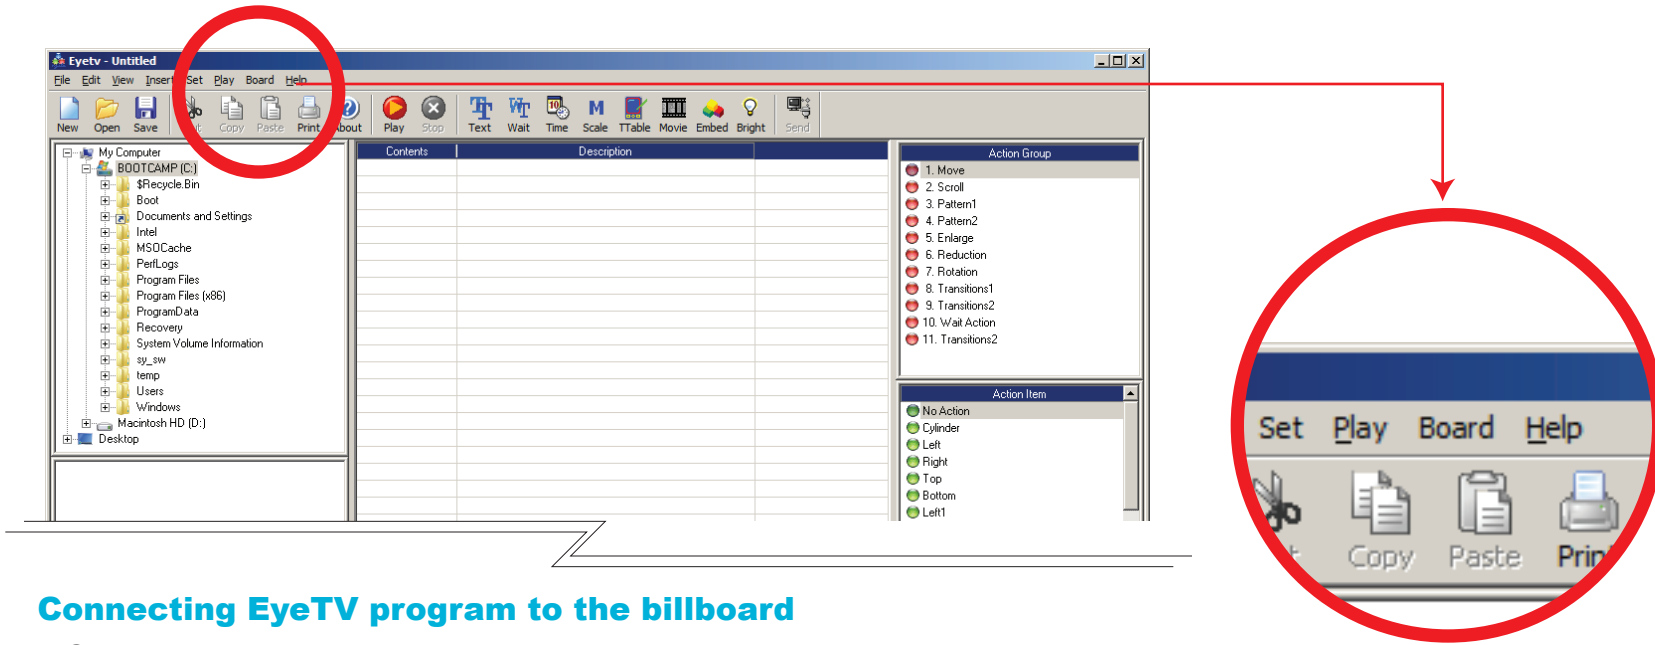 Eyetv - Untitled
File Edit View Insert Set Play Board Help
New Open Save Copy Paste Print About Play Stop Text Wait Time Scale TTable Movie Embed Bright Send
My Computer
BOOTCAMP (C:)
$Recycle.Bin
Boot
Documents and Settings
Intel
MSOCache
PerfLogs
Program Files
Program Files (x86)
ProgramData
Recovery
System Volume Information
sy_sw
temp
Users
Windows
Macintosh HD (D:)
Desktop
Contents Description
Action Group
1. Move
2. Scroll
3. Pattern1
4. Pattern2
5. Enlarge
6. Reduction
7. Rotation
8. Transitions1
9. Transitions2
10. Wait Action
11. Transitions2
Action Item
No Action
Cylinder
Left
Right
Top
Bottom
Left1
Set Play Board Help
Copy Paste Print
Connecting EyeTV program to the billboard